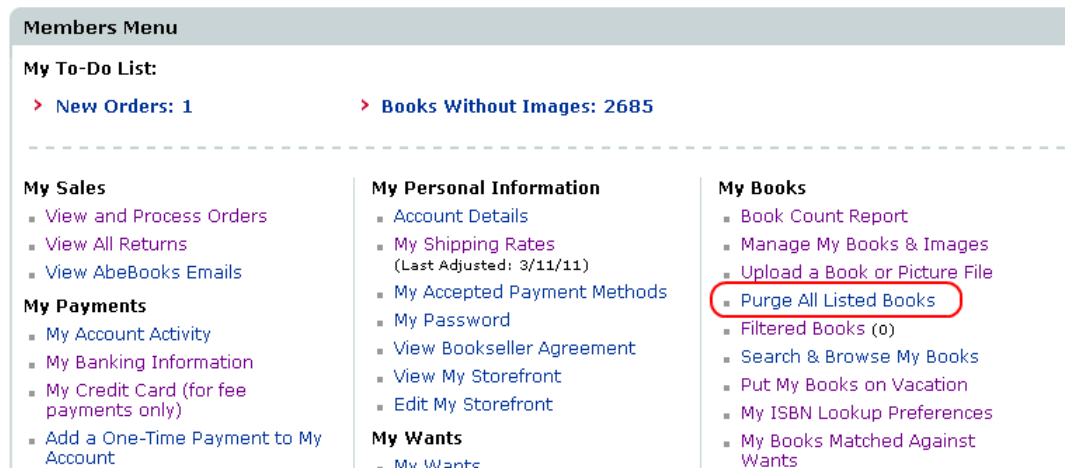 Members Menu
My To-Do List:
New Orders: 1
Books Without Images: 2685
My Sales
View and Process Orders
View All Returns
View AbeBooks Emails
My Payments
My Account Activity
My Banking Information
My Credit Card (for fee
payments only)
Add a One-Time Payment to My
Account
My Personal Information
Account Details
My Shipping Rates
(Last Adjusted: 3/11/11)
My Accepted Payment Methods
My Password
View Bookseller Agreement
View My Storefront
Edit My Storefront
My Wants
My Wants
My Books
Book Count Report
Manage My Books & Images
Upload a Book or Picture File
Purge All Listed Books
Filtered Books (0)
Search & Browse My Books
Put My Books on Vacation
My ISBN Lookup Preferences
My Books Matched Against
Wants